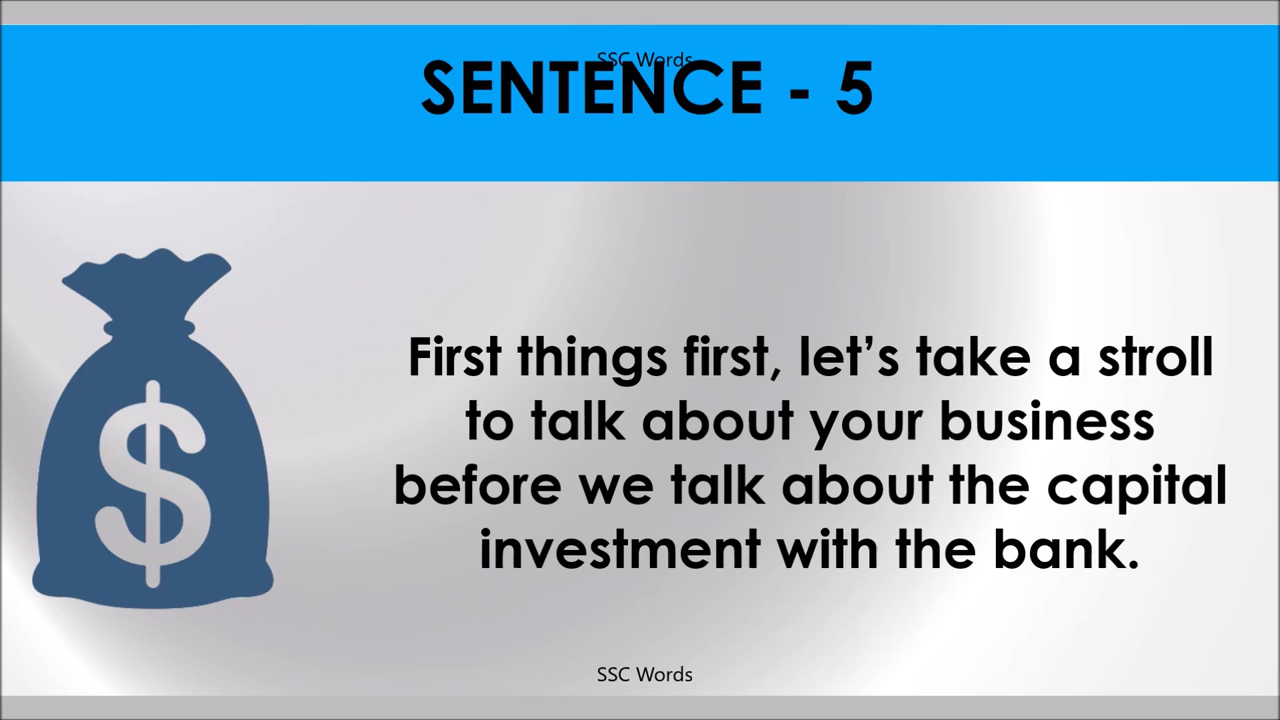 SSC Words
SENTENCE - 5
$
First things first, let’s take a stroll
to talk about your business
before we talk about the capital
investment with the bank.
SSC Words